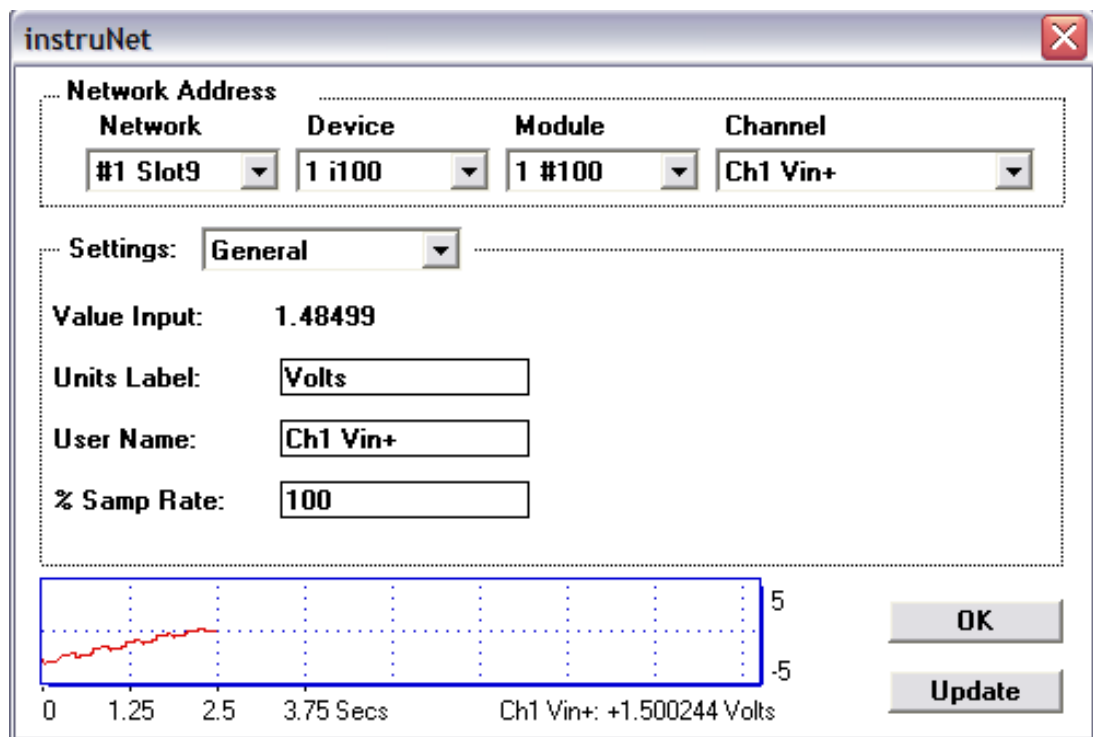 instruNet
Network Address
Network Device Module Channel
#1 Slot9 1 i100 1 #100 Ch1 Vin+
Settings: General
Value Input: 1.48499
Units Label: Volts
User Name: Ch1 Vin+
% Samp Rate: 100
5
OK
-5
Update
0 1.25 2.5 3.75 Secs Ch1 Vin+: +1.500244 Volts